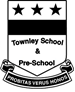 Townley School
&
Pre-School
PROBITAS VERUS HONOS